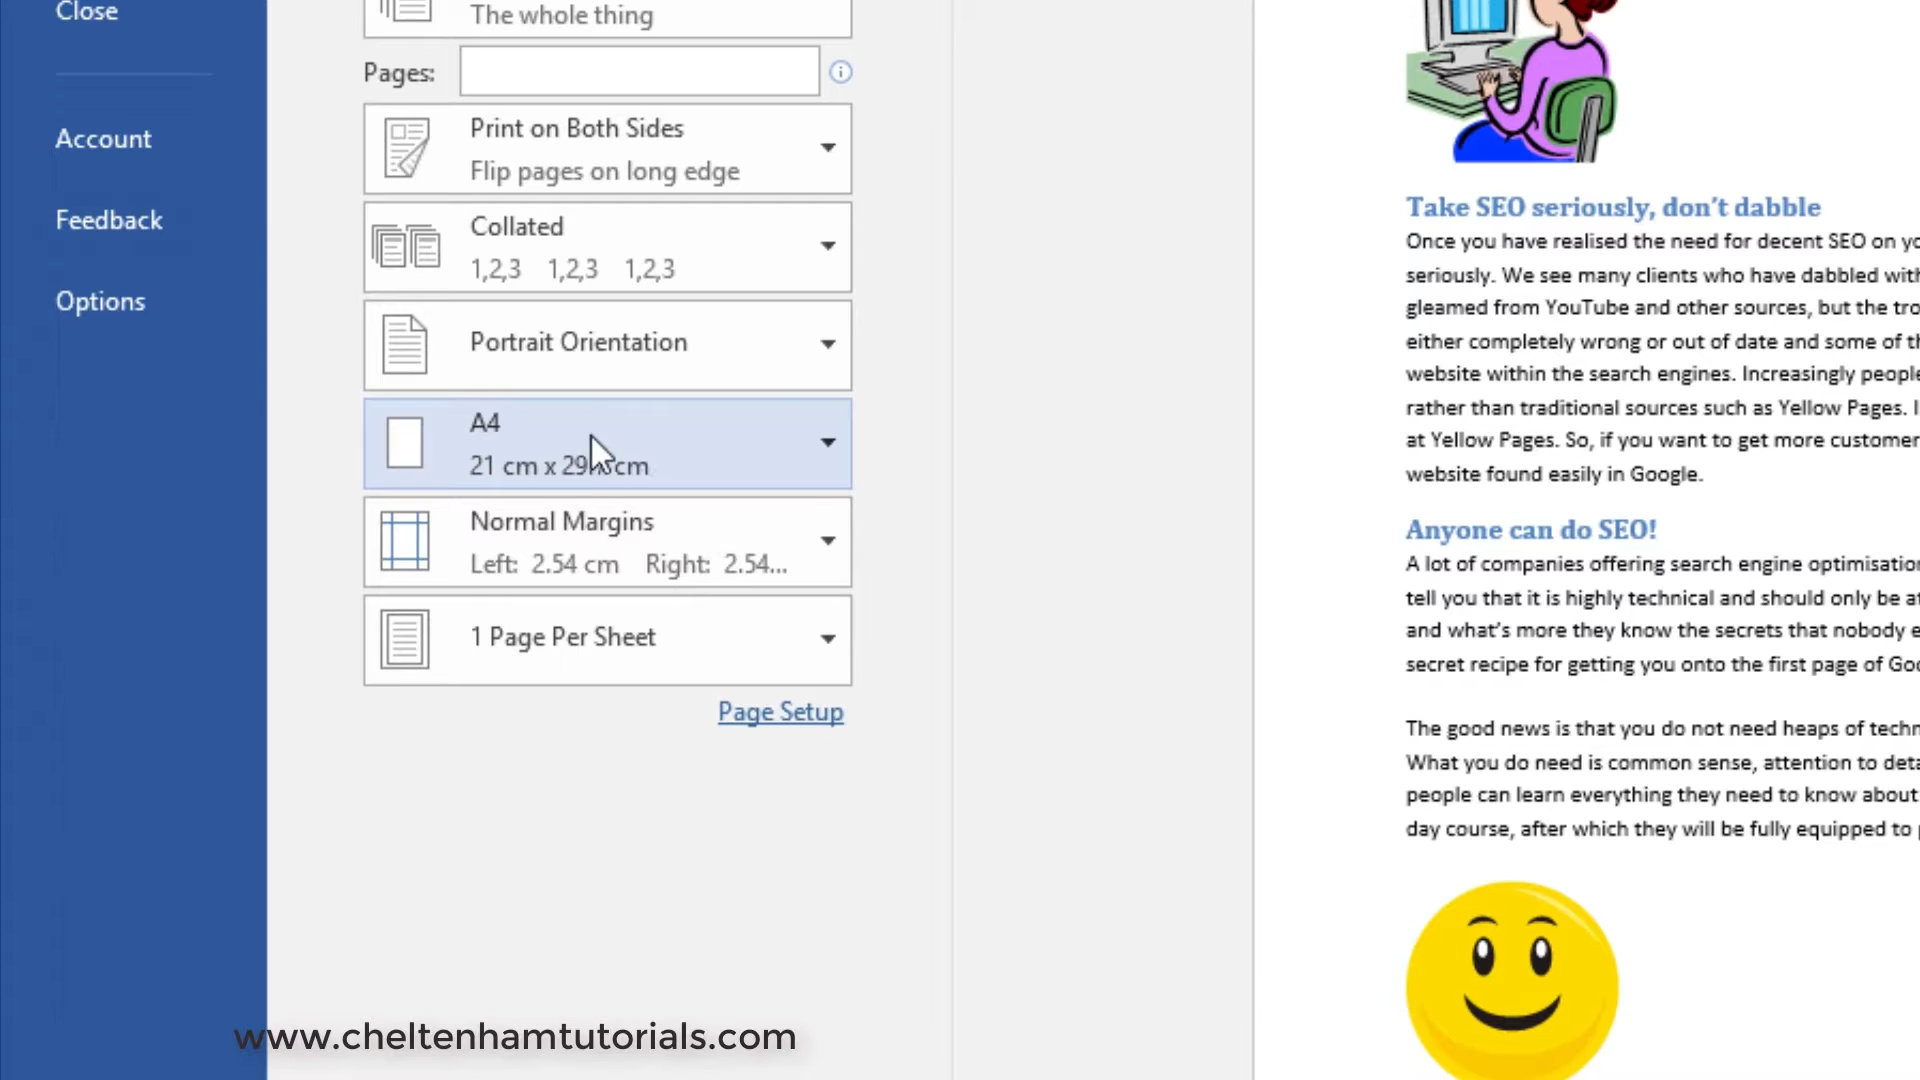 Close
Account
Feedback
Options
The whole thing
Pages:
Print on Both Sides
Flip pages on long edge
Collated
1,2,3 1,2,3 1,2,3
Portrait Orientation
A4
21 cm x 29 cm
Normal Margins
Left: 2.54 cm Right: 2.54...
1 Page Per Sheet
Page Setup
Take SEO seriously, don't dabble
Once you have realised the need for decent SEO on
seriously. We see many clients who have dabbled
gleamed from YouTube and other sources, but the
either completely wrong or out of date and some of
website within the search engines. Increasingly
rather than traditional sources such as Yellow Pages.
at Yellow Pages. So, if you want to get more
website found easily in Google.
Anyone can do SEO!
A lot of companies offering search engine
tell you that it is highly technical and should only be
and what's more they know the secrets that nobody
secret recipe for getting you onto the first page of
The good news is that you do not need heaps of
What you do need is common sense, attention to
people can learn everything they need to know about
day course, after which they will be fully equipped to
www.cheltenhamtutorials.com